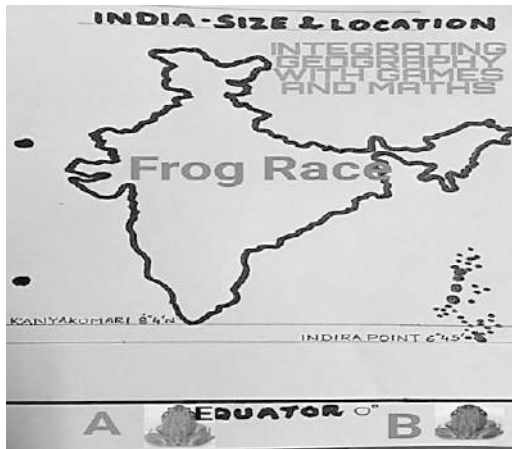 INDIA-SIZE & LOCATION
INTEGRATING
GEOGRAPHY
WITH GAMES
AND MATHS
Frog Race
KANYAKUMARI 8°4'N
INDIRA POINT 6°45'
EQUATOR 0°
A
B